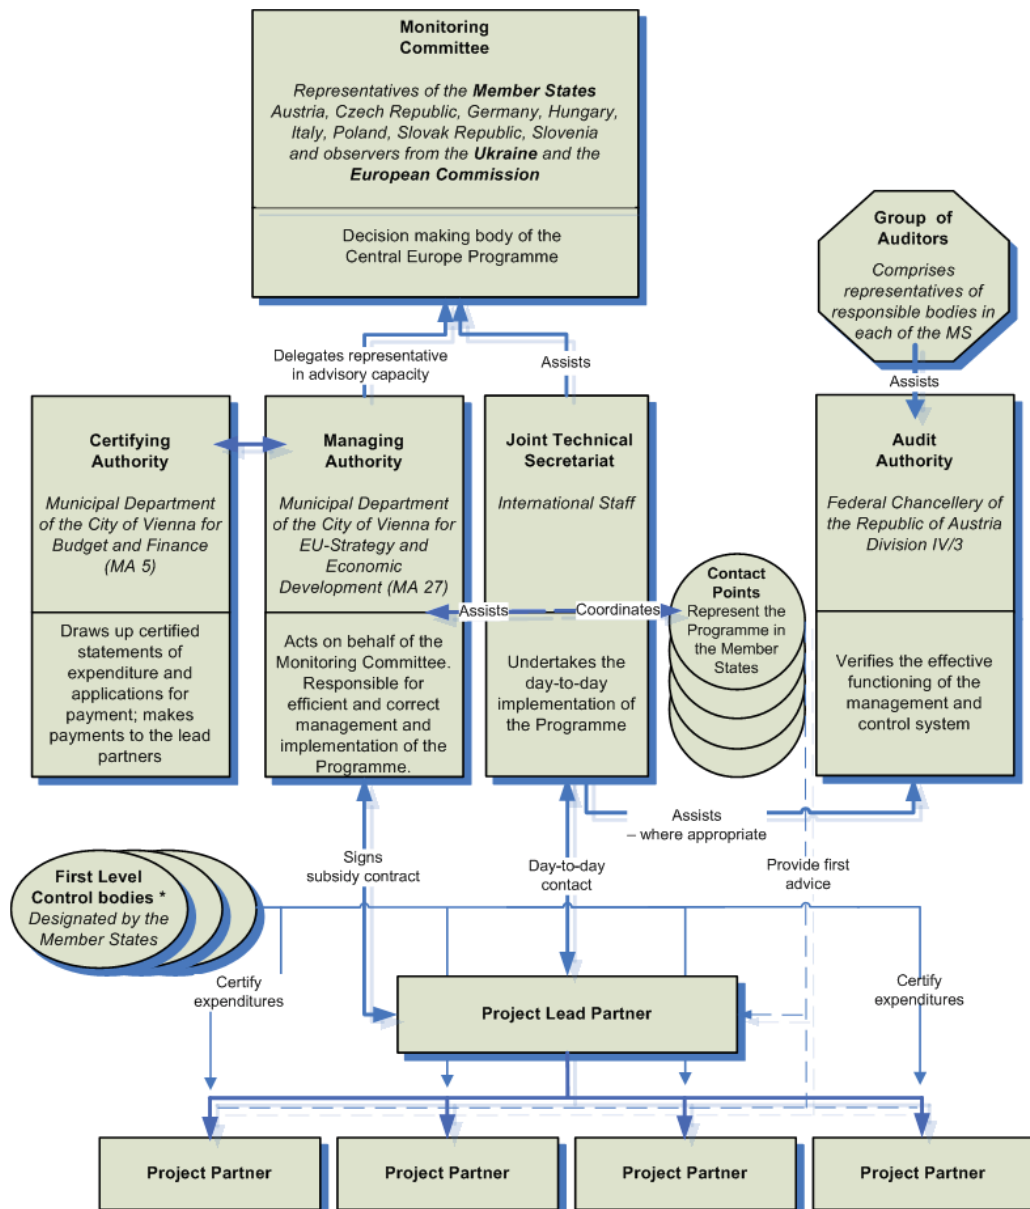 Monitoring
Committee
Representatives of the Member States
Austria, Czech Republic, Germany, Hungary,
Italy, Poland, Slovak Republic, Slovenia
and observers from the Ukraine and the
European Commission
Decision making body of the
Central Europe Programme
Group of
Auditors
Comprises
representatives of
responsible bodies in
each of the MS
Delegates representative
in advisory capacity
Assists
Assists
Certifying
Authority
Municipal Department
of the City of Vienna for
Budget and Finance
(MA 5)
Draws up certified
statements of
expenditure and
applications for
payment; makes
payments to the lead
partners
Managing
Authority
Municipal Department
of the City of Vienna for
EU-Strategy and
Economic
Development (MA 27)
Acts on behalf of the
Monitoring Committee.
Responsible for
efficient and correct
management and
implementation of the
Programme.
Joint Technical
Secretariat
International Staff
Undertakes the
day-to-day
implementation of
the Programme
Assists
Coordinates
Contact
Points
Represent the
Programme in
the Member
States
Audit
Authority
Federal Chancellery of
the Republic of Austria
Division IV/3
Verifies the effective
functioning of the
management and
control system
Assists
– where appropriate
Signs
subsidy contract
Day-to-day
contact
Provide first
advice
First Level
Control bodies *
Designated by the
Member States
Certify
expenditures
Certify
expenditures
Project Lead Partner
Project Partner
Project Partner
Project Partner
Project Partner